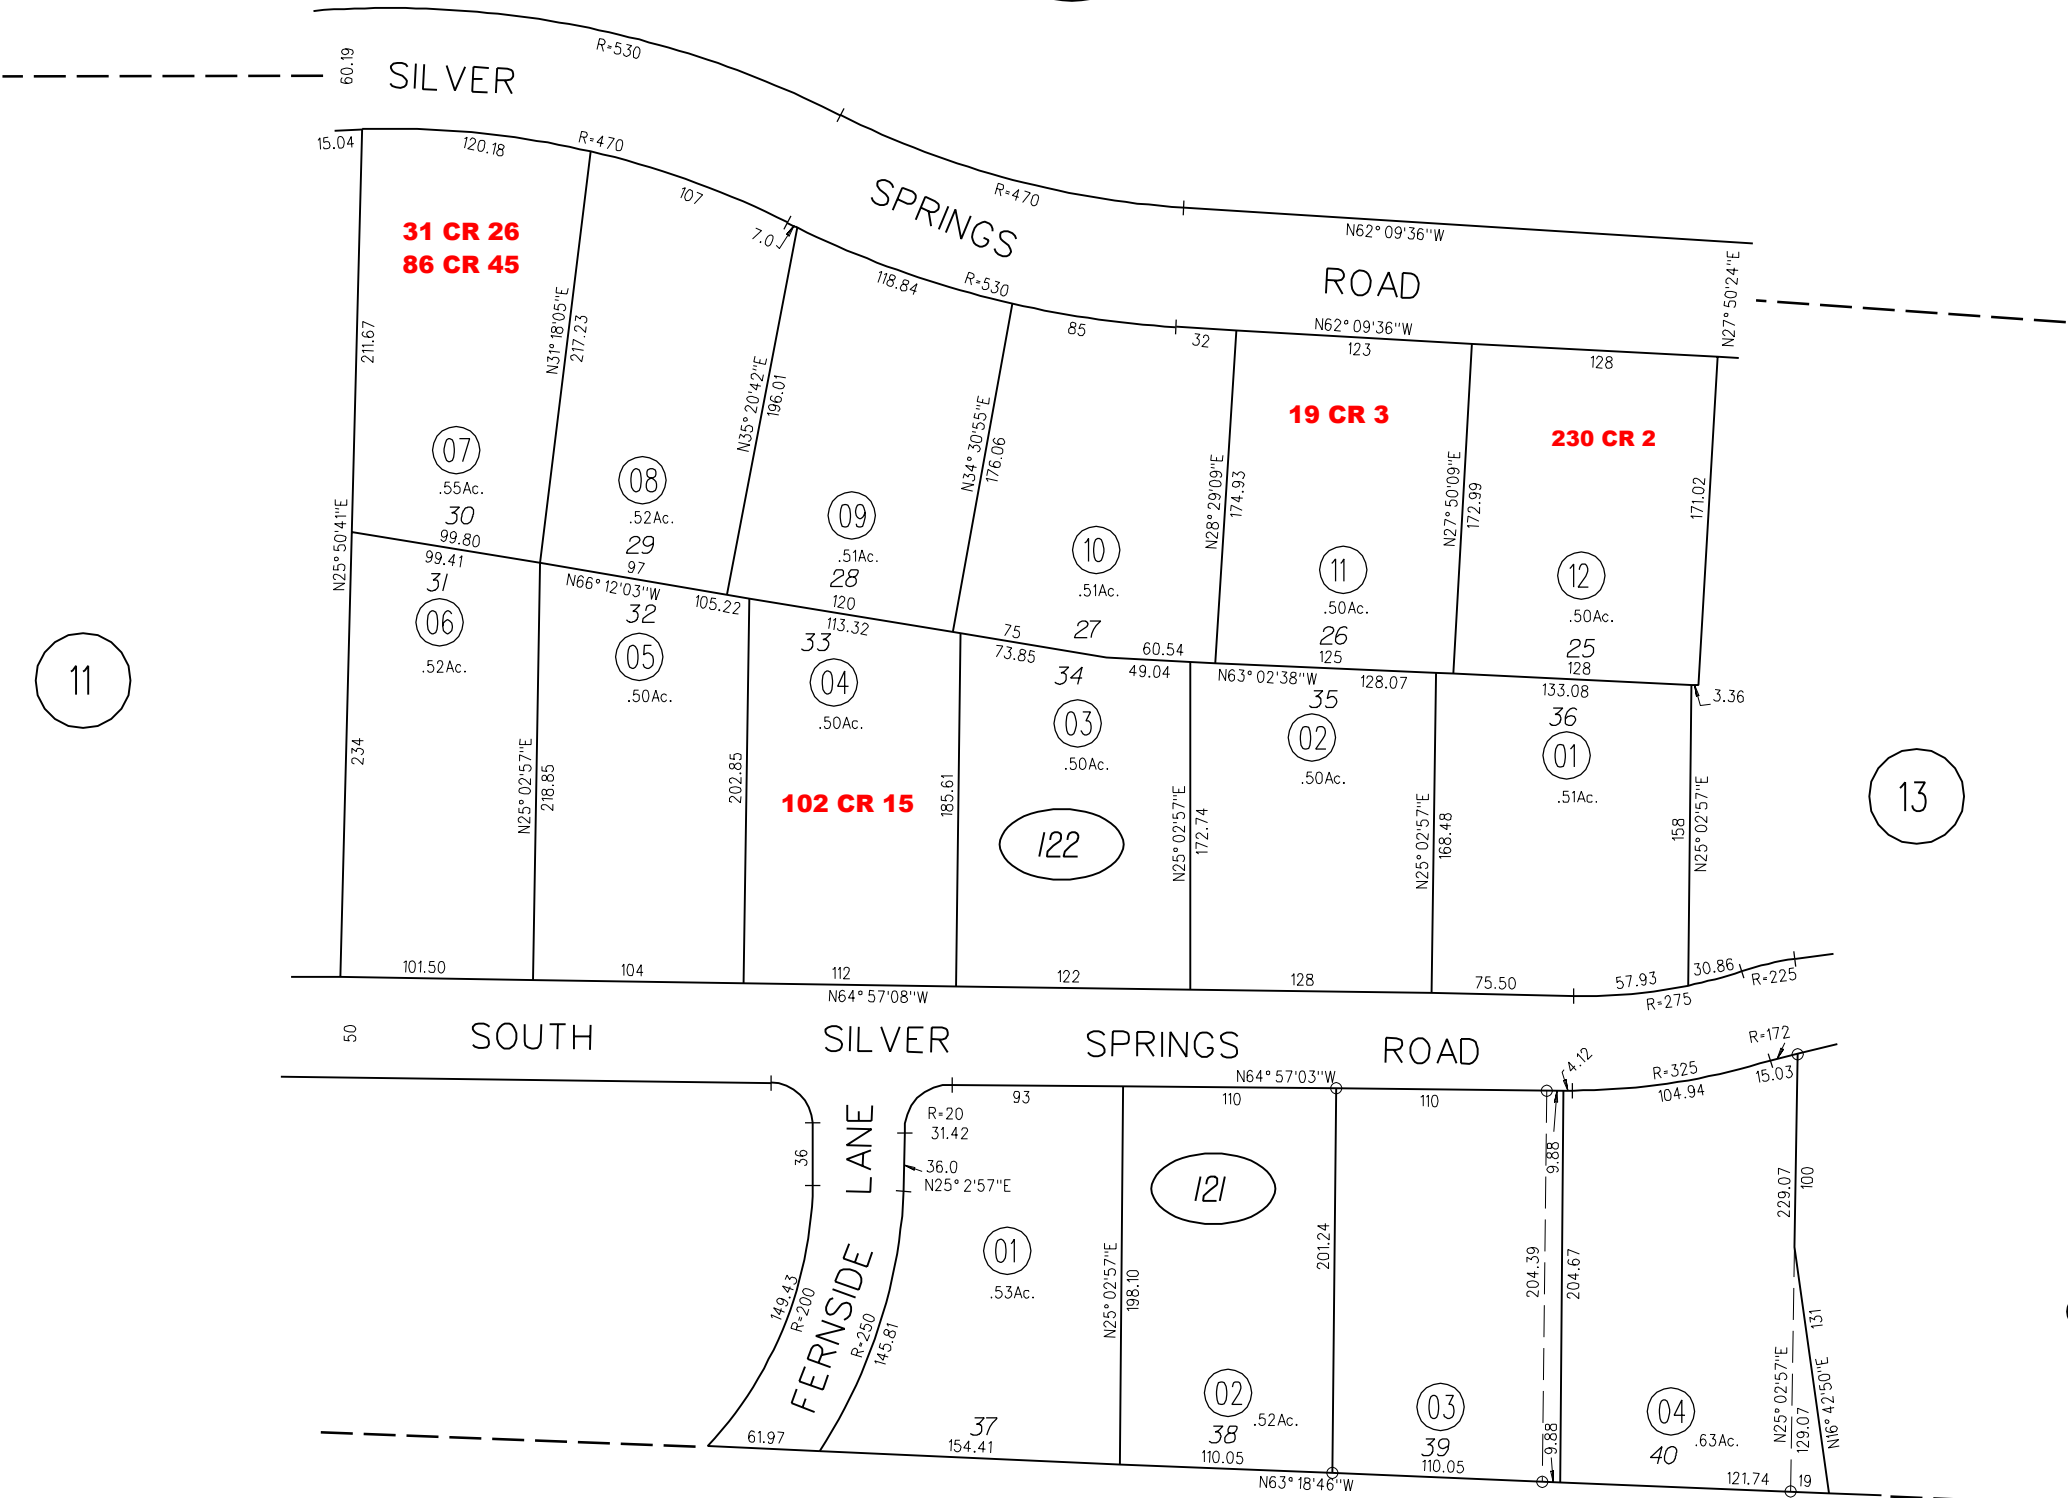 R=530
60.19
SILVER
15.04
120.18
R=470
107
7.0
SPRINGS
R=470
N62°09'36"W
ROAD
N27°50'24"E
118.84
R=530
85
32
N62°09'36"W
123
128
31 CR 26
86 CR 45
211.67
N31°18'05"E
217.23
N35°20'42"E
196.01
N34°30'55"E
176.06
19 CR 3
230 CR 2
N28°29'09"E
174.93
N27°50'09"E
172.99
171.02
07
.55Ac.
30
99.80
08
.52Ac.
29
97
09
.51Ac.
28
120
10
.51Ac.
27
75
60.54
11
.50Ac.
26
125
12
.50Ac.
25
128
N25°50'41"E
99.41
31
06
.52Ac.
N66°12'03"W
105.22
32
05
.50Ac.
113.32
33
04
.50Ac.
73.85
34
49.04
03
.50Ac.
N63°02'38"W
128.07
35
02
.50Ac.
133.08
36
01
.51Ac.
3.36
11
13
234
N25°02'57"E
218.85
202.85
102 CR 15
185.61
122
N25°02'57"E
172.74
N25°02'57"E
168.48
158
N25°02'57"E
101.50
104
112
122
128
75.50
57.93
30.86
R=225
R=275
N64°57'08"W
50
SOUTH SILVER SPRINGS ROAD
R=172
N64°57'03"W
4.12
R=325
15.03
104.94
93
110
110
R=20
31.42
36
36.0
N25°2'57"E
FERNSIDE LANE
149.43
R=200
R=250
145.81
01
.53Ac.
37
154.41
61.97
N25°02'57"E
198.10
121
201.24
02
.52Ac.
38
110.05
9.88
204.39
204.67
03
39
110.05
9.88
04
.63Ac.
40
121.74
19
229.07
100
131
N25°02'57"E
129.07
N16°42'50"E
N63°18'46"W